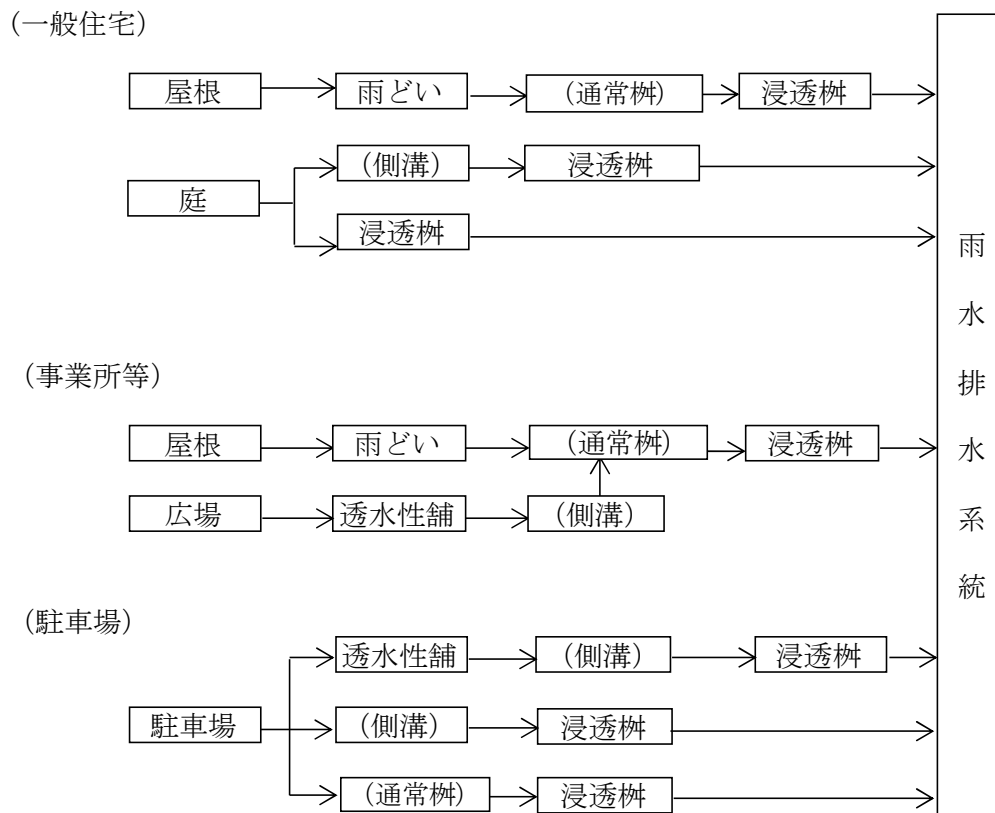 （一般住宅）
屋根 雨どい （通常桝） 浸透桝
（側溝） 浸透桝
庭
浸透桝
雨水排水系統
（事業所等）
屋根 雨どい （通常桝） 浸透桝
広場 透水性舗 （側溝）
（駐車場）
透水性舗 （側溝） 浸透桝
駐車場 （側溝） 浸透桝
（通常桝） 浸透桝